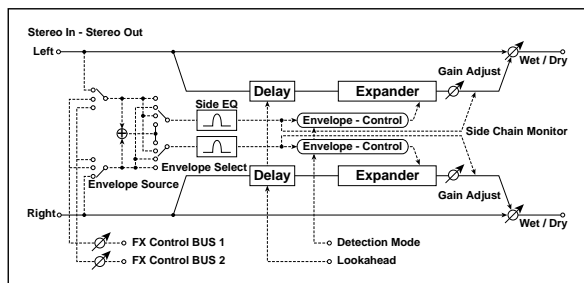 Stereo In - Stereo Out
Left
Wet / Dry
Gain Adjust
Side EQ
Delay
Expander
Envelope - Control
Side Chain Monitor
Envelope - Control
Envelope Source
Envelope Select
Delay
Expander
Gain Adjust
Right
Wet / Dry
FX Control BUS 1
Detection Mode
FX Control BUS 2
Lookahead